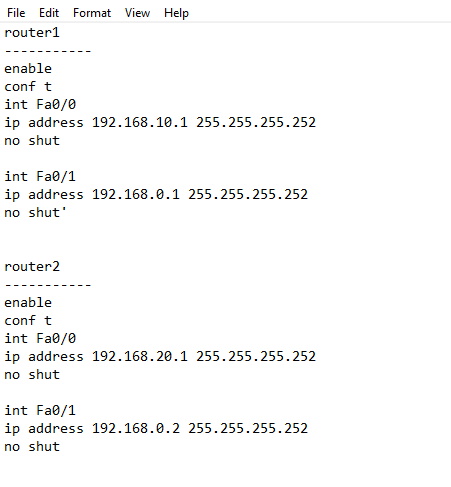 File Edit Format View Help
router1
-----------
enable
conf t
int Fa0/0
ip address 192.168.10.1 255.255.255.252
no shut
int Fa0/1
ip address 192.168.0.1 255.255.255.252
no shut'
router2
-----------
enable
conf t
int Fa0/0
ip address 192.168.20.1 255.255.255.252
no shut
int Fa0/1
ip address 192.168.0.2 255.255.255.252
no shut